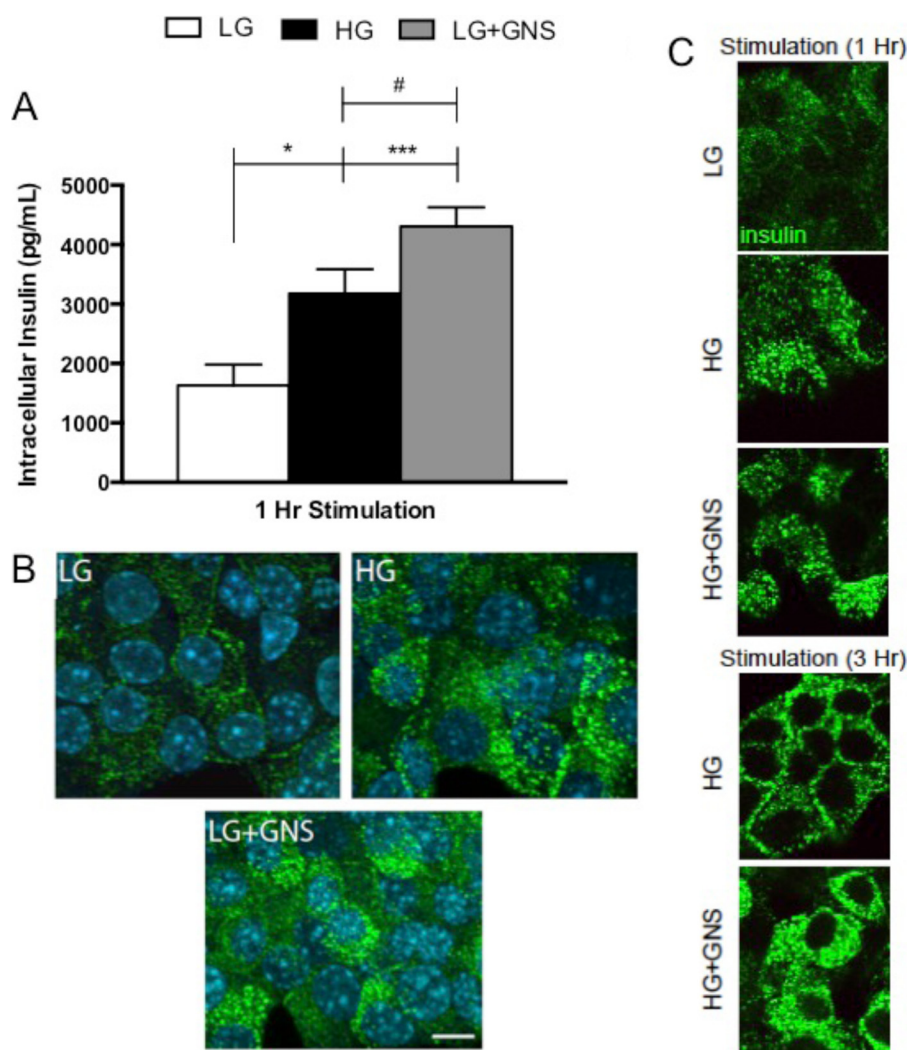 LG HG LG+GNS
A
#
* ***
Intracellular Insulin (pg/mL)
5000
4000
3000
2000
1000
0
1 Hr Stimulation
B
LG
HG
LG+GNS
C
Stimulation (1 Hr)
LG
insulin
HG
HG+GNS
Stimulation (3 Hr)
HG
HG+GNS